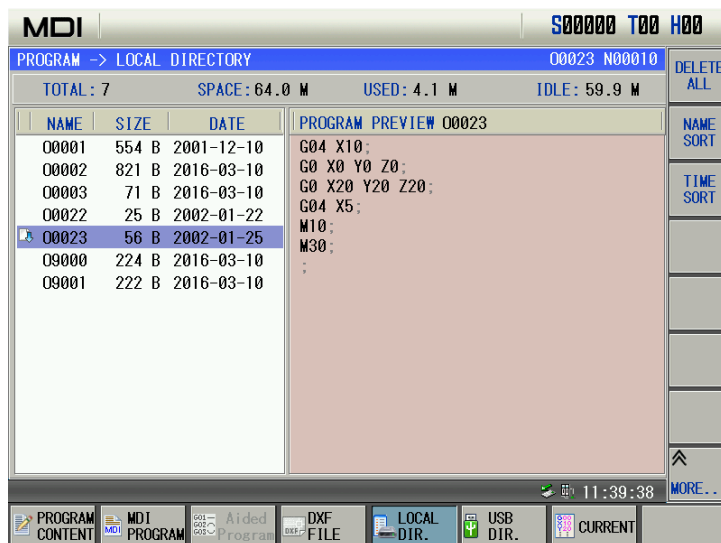 MDI
S00000 T00 H00
PROGRAM -> LOCAL DIRECTORY
O0023 N00010
TOTAL: 7
SPACE: 64.0 M
USED: 4.1 M
IDLE: 59.9 M
NAME SIZE DATE
O0001 554 B 2001-12-10
O0002 821 B 2016-03-10
O0003 71 B 2016-03-10
O0022 25 B 2002-01-22
O0023 56 B 2002-01-25
O9000 224 B 2016-03-10
O9001 222 B 2016-03-10
PROGRAM PREVIEW O0023
G04 X10;
G0 X0 Y0 Z0;
G0 X20 Y20 Z20;
G04 X5;
M10;
M30;
;
DELETE
ALL
NAME
SORT
TIME
SORT
MORE..
11:39:38
PROGRAM
CONTENT
MDI
MDI
PROGRAM
G01
G02
G03
Aided
Program
DXF
DXF
FILE
LOCAL
DIR.
USB
DIR.
CURRENT